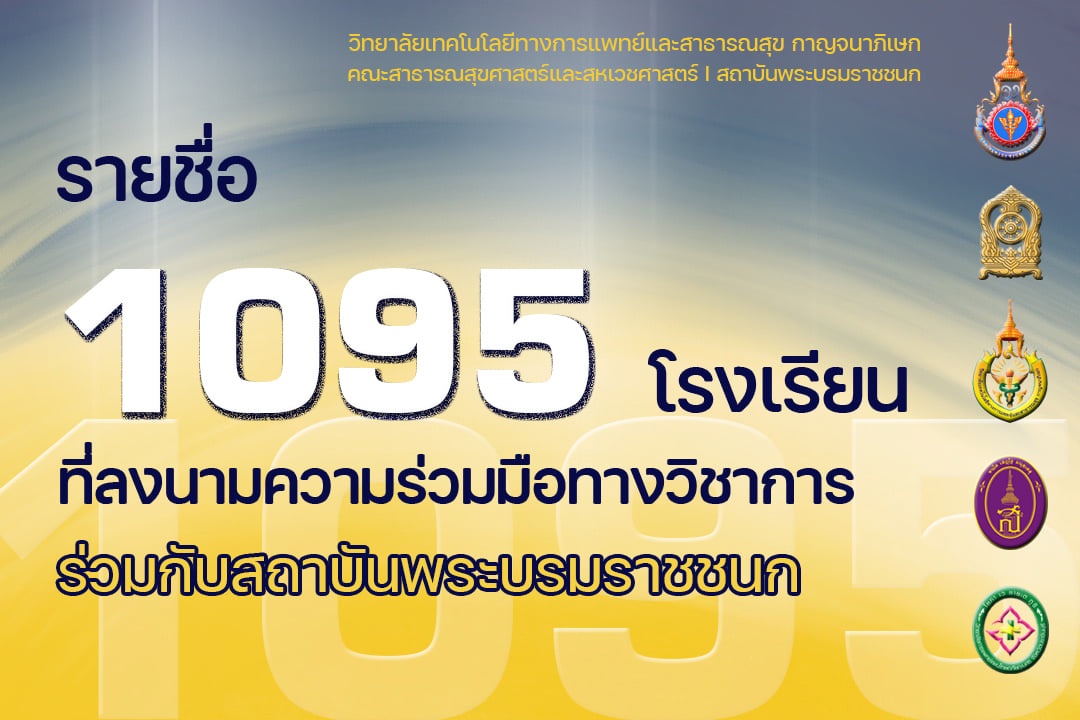 วิทยาลัยเทคโนโลยีทางการแพทย์และสาธารณสุข กาญจนาภิเษก
คณะสาธารณสุขศาสตร์และสหเวชศาสตร์ | สถาบันพระบรมราชชนก
รายชื่อ
1095 โรงเรียน
ที่ลงนามความร่วมมือทางวิชาการ
ร่วมกับสถาบันพระบรมราชชนก
1095